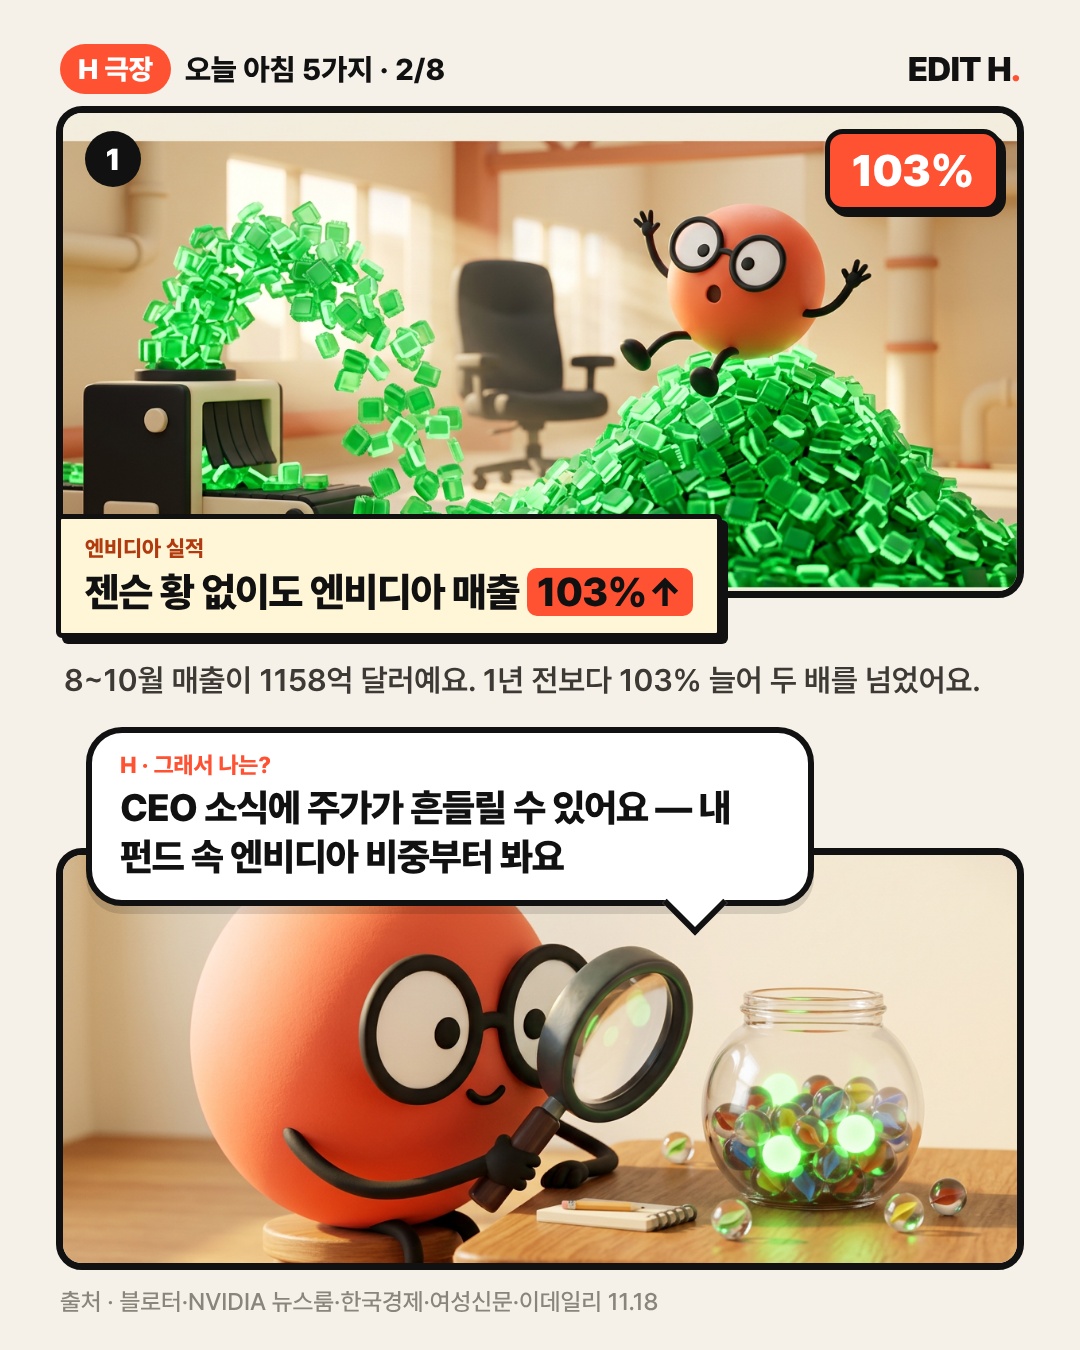 H 극장 오늘 아침 5가지 · 2/8
EDIT H.
1
103%
엔비디아 실적
젠슨 황 없이도 엔비디아 매출 103%↑
8~10월 매출이 1158억 달러예요. 1년 전보다 103% 늘어 두 배를 넘었어요.
H · 그래서 나는?
CEO 소식에 주가가 흔들릴 수 있어요 — 내
펀드 속 엔비디아 비중부터 봐요
출처 · 블로터·NVIDIA 뉴스룸·한국경제·여성신문·이데일리 11.18